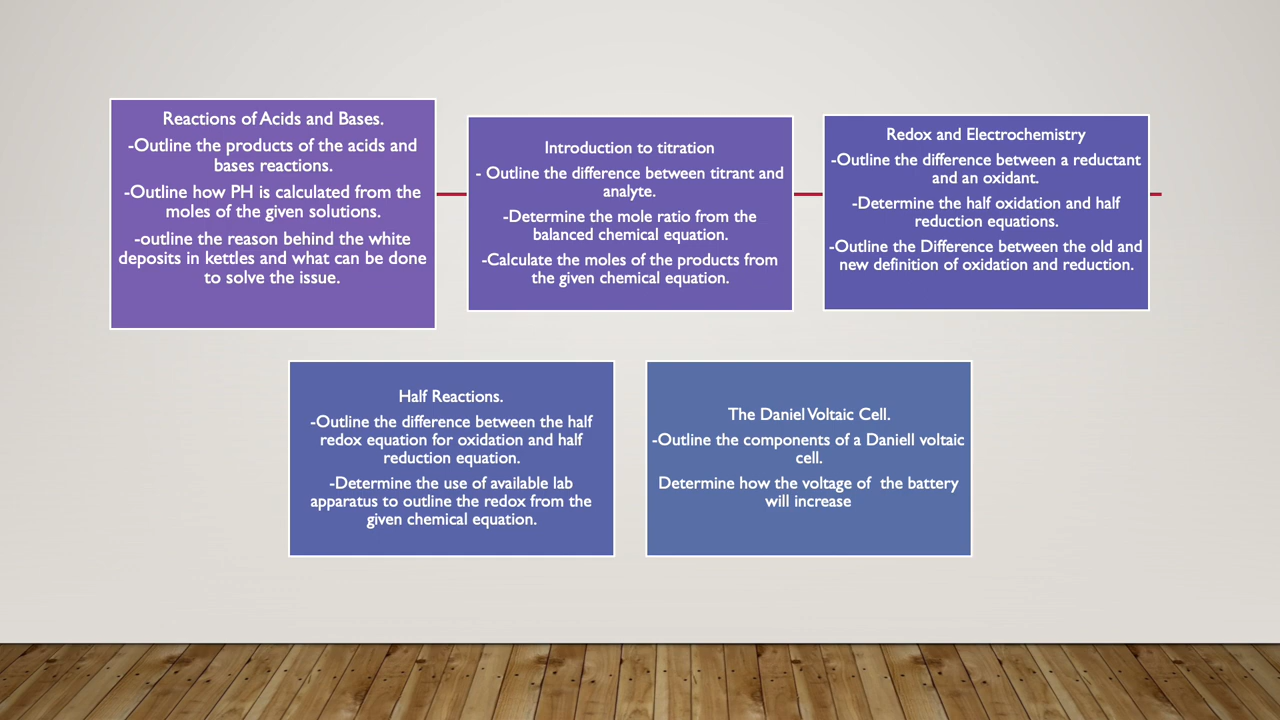 Reactions of Acids and Bases.
-Outline the products of the acids and
bases reactions.
-Outline how PH is calculated from the
moles of the given solutions.
-outline the reason behind the white
deposits in kettles and what can be done
to solve the issue.
Introduction to titration
- Outline the difference between titrant and
analyte.
-Determine the mole ratio from the
balanced chemical equation.
-Calculate the moles of the products from
the given chemical equation.
Redox and Electrochemistry
-Outline the difference between a reductant
and an oxidant.
-Determine the half oxidation and half
reduction equations.
-Outline the Difference between the old and
new definition of oxidation and reduction.
Half Reactions.
-Outline the difference between the half
redox equation for oxidation and half
reduction equation.
-Determine the use of available lab
apparatus to outline the redox from the
given chemical equation.
The Daniel Voltaic Cell.
-Outline the components of a Daniell voltaic
cell.
Determine how the voltage of  the battery
will increase